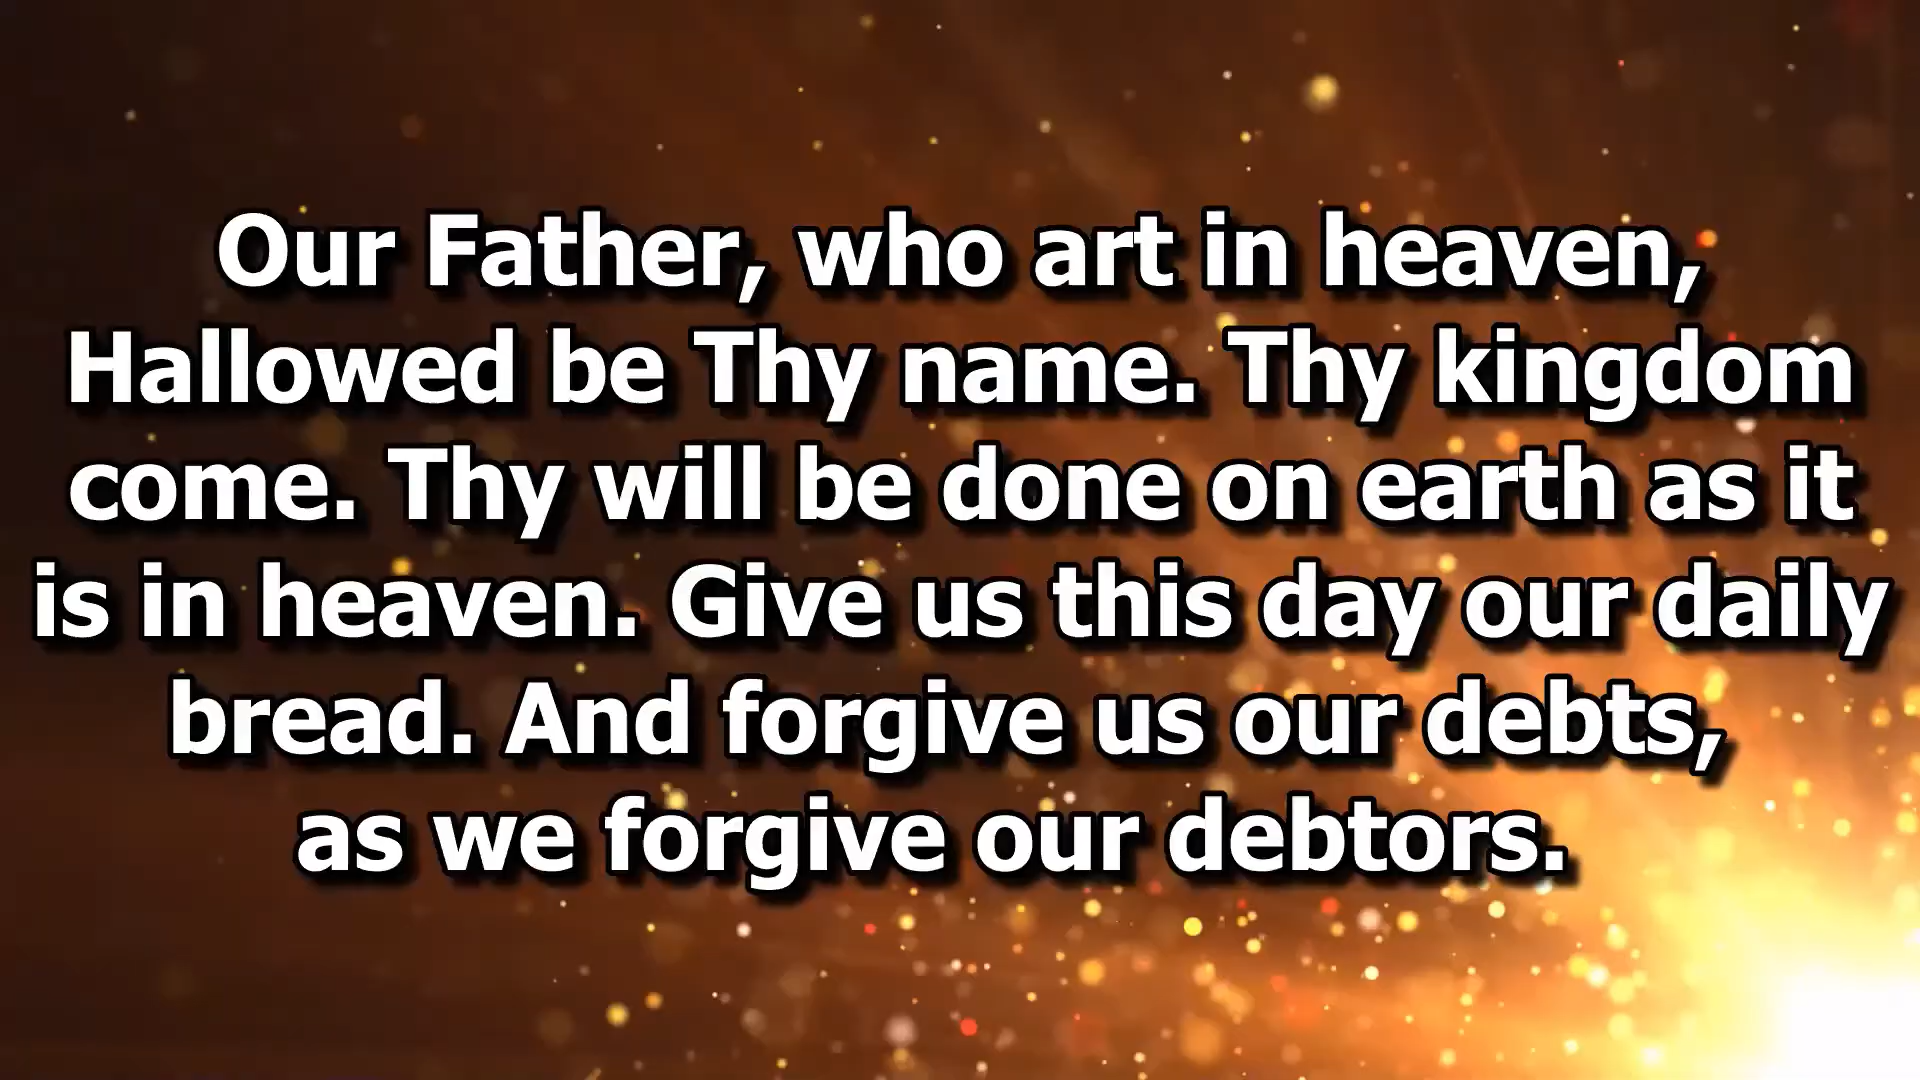 Our Father, who art in heaven,
Hallowed be Thy name. Thy kingdom
come. Thy will be done on earth as it
is in heaven. Give us this day our daily
bread. And forgive us our debts,
as we forgive our debtors.